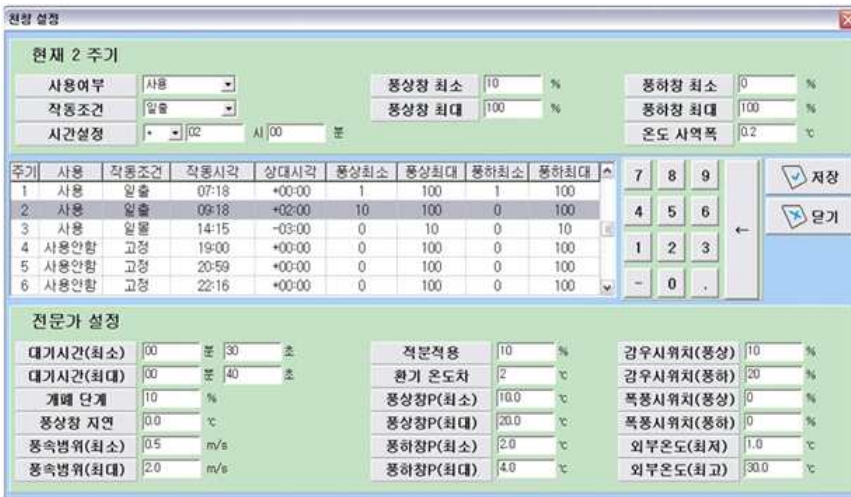 천창 설정
현재 2 주기
사용여부 사용 풍상창 최소 10 % 풍하창 최소 0 %
작동조건 일출 풍상창 최대 100 % 풍하창 최대 100 %
시간설정 + 02 시 00 분 온도 사역폭 0.2 ℃
주기 사용 작동조건 작동시각 상대시각 풍상최소 풍상최대 풍하최소 풍하최대
1 사용 일출 07:18 +00:00 1 100 1 100
2 사용 일출 09:18 +02:00 10 100 0 100
3 사용 일몰 14:15 -03:00 0 10 0 10
4 사용안함 고정 19:00 +00:00 0 100 0 100
5 사용안함 고정 20:59 +00:00 0 100 0 100
6 사용안함 고정 22:16 +00:00 0 100 0 100
7 8 9
4 5 6
1 2 3
- 0 .
←
저장
닫기
전문가 설정
대기시간(최소) 00 분 30 초 적분적용 10 % 강우시위치(풍상) 10 %
대기시간(최대) 00 분 40 초 환기 온도차 2 ℃ 강우시위치(풍하) 20 %
개폐 단계 10 % 풍상창P(최소) 10.0 ℃ 폭풍시위치(풍상) 0 %
풍상창 지연 0.0 ℃ 풍상창P(최대) 20.0 ℃ 폭풍시위치(풍하) 0 %
풍속범위(최소) 0.5 m/s 풍하창P(최소) 2.0 ℃ 외부온도(최저) 1.0 ℃
풍속범위(최대) 2.0 m/s 풍하창P(최대) 4.0 ℃ 외부온도(최고) 30.0 ℃